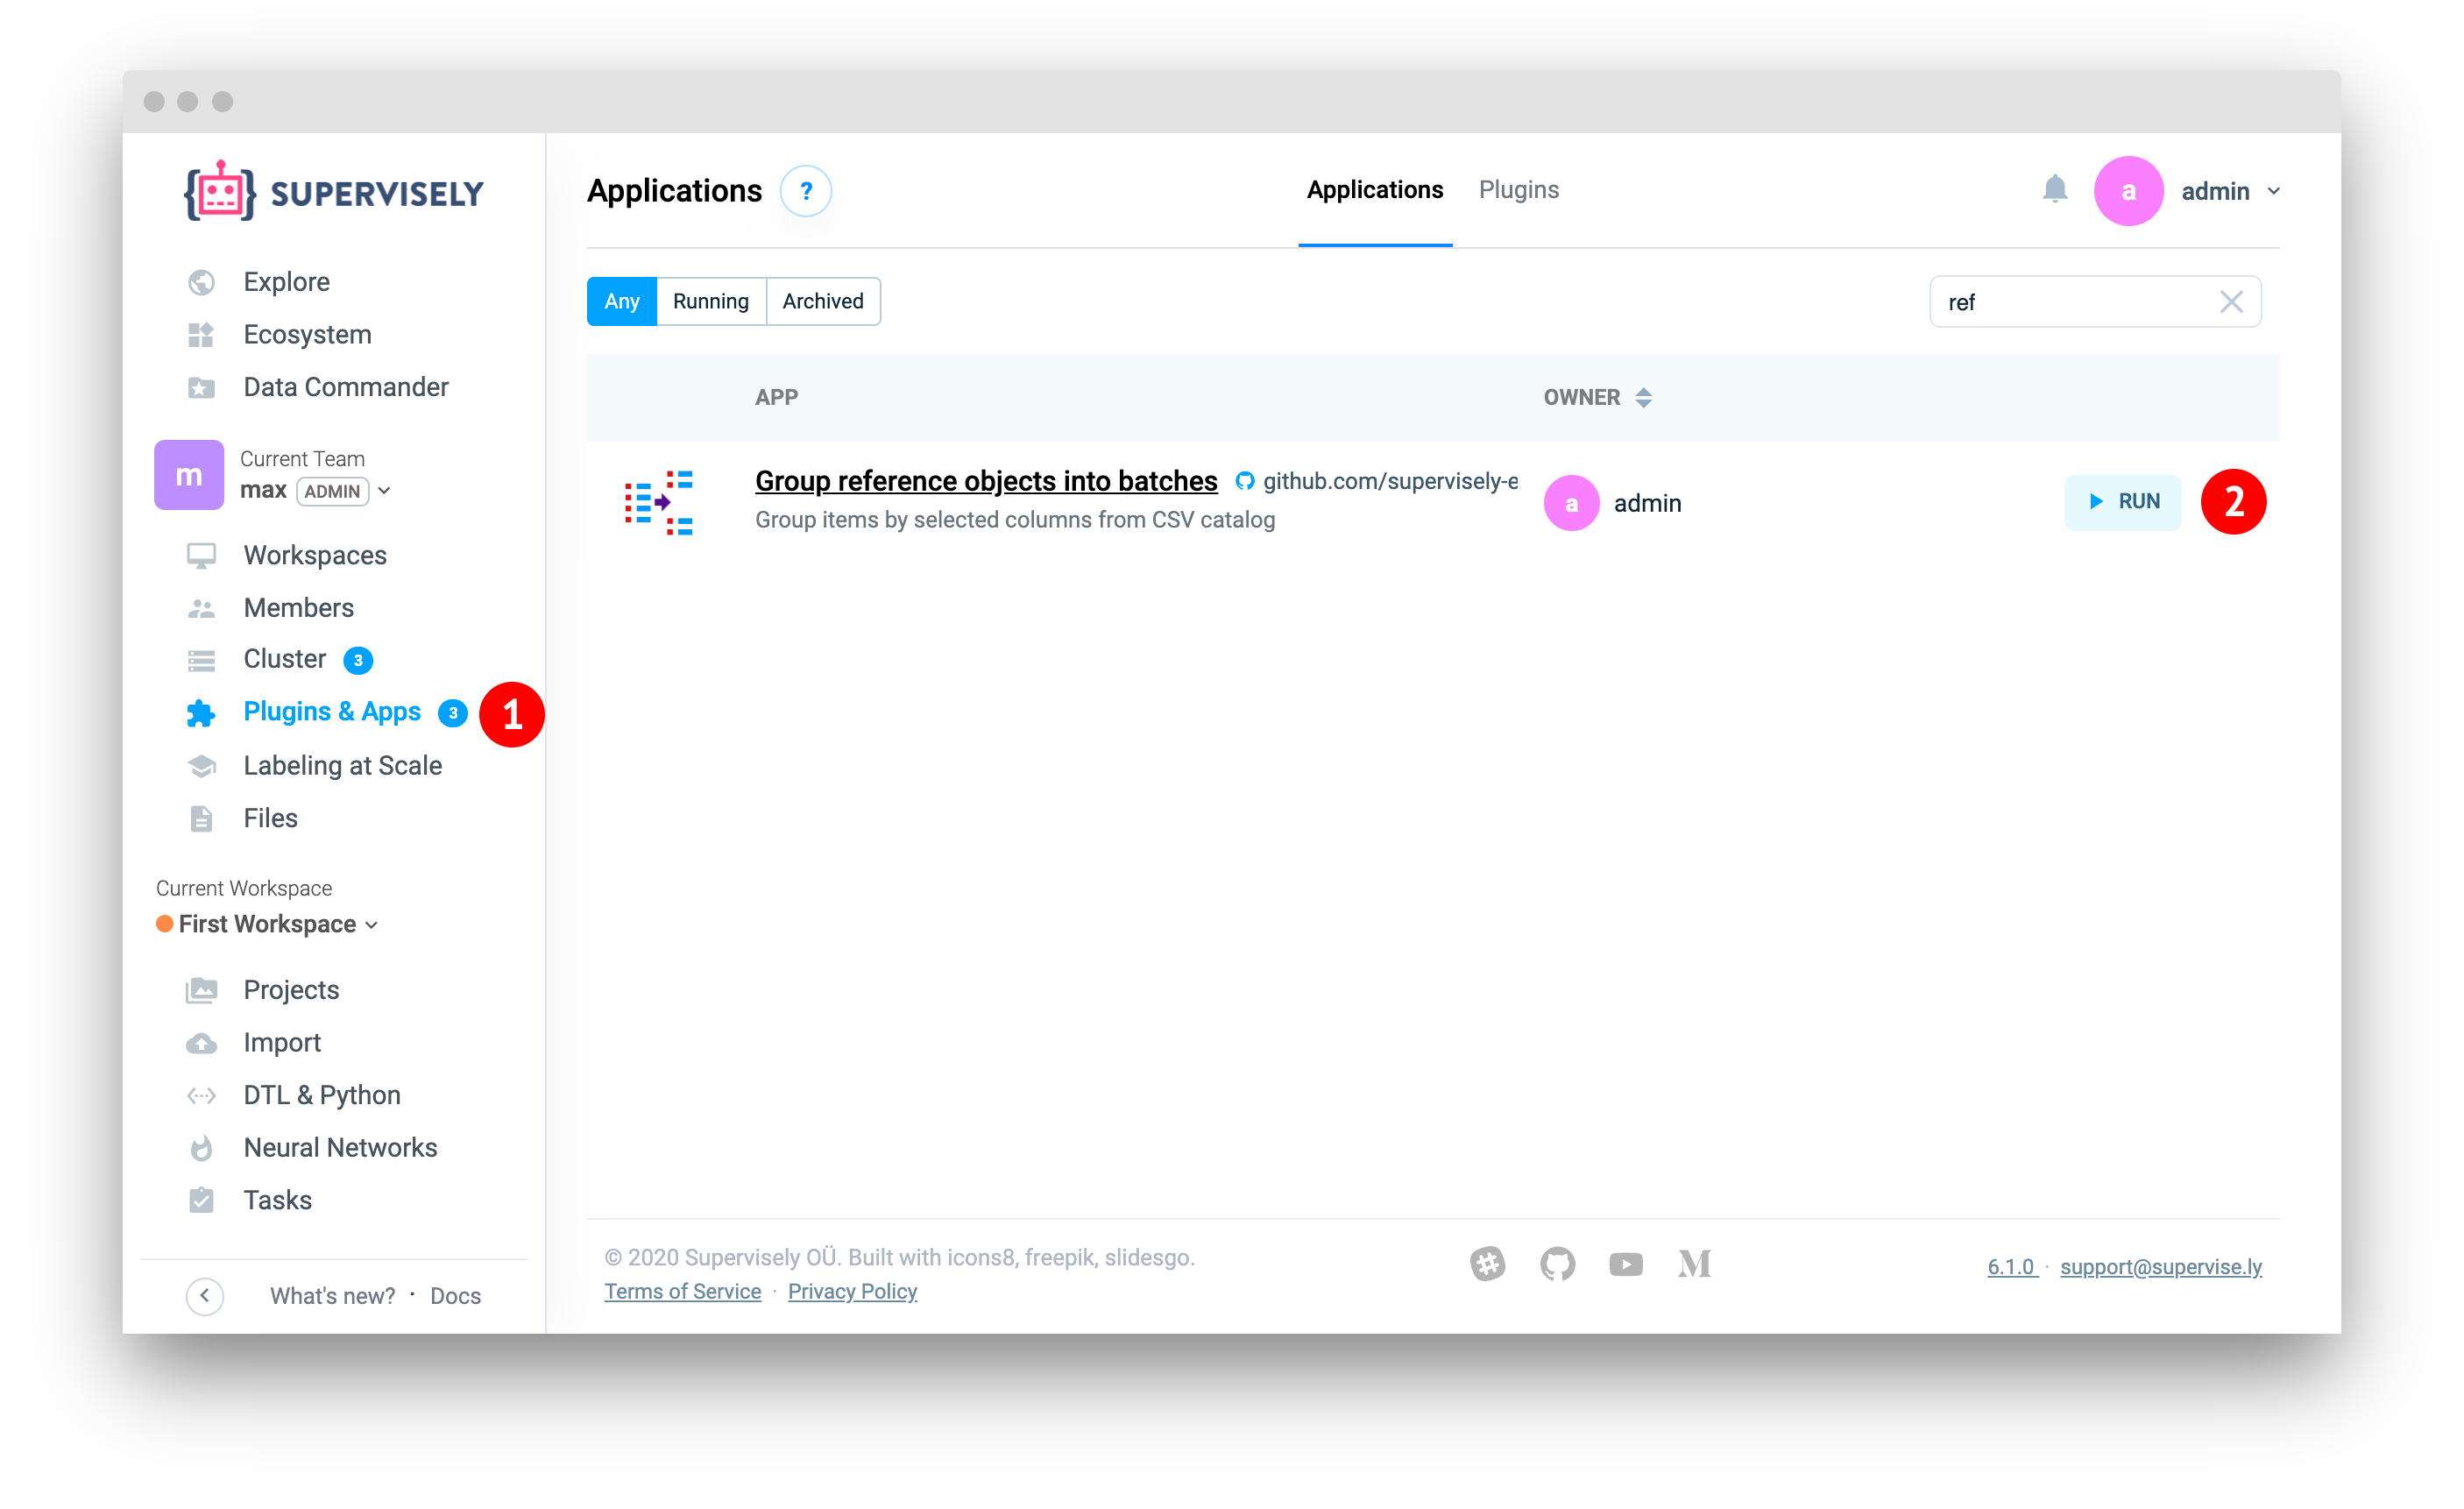 SUPERVISELY
Explore
Ecosystem
Data Commander
m
Current Team
max ADMIN
Workspaces
Members
Cluster 3
Plugins & Apps 3 1
Labeling at Scale
Files
Current Workspace
First Workspace
Projects
Import
DTL & Python
Neural Networks
Tasks
What's new? · Docs
Applications ?
Applications Plugins
a admin
Any Running Archived
ref
APP OWNER
Group reference objects into batches github.com/supervisely-e
Group items by selected columns from CSV catalog
a admin
RUN 2
© 2020 Supervisely OÜ. Built with icons8, freepik, slidesgo.
Terms of Service · Privacy Policy
M
6.1.0 · support@supervise.ly